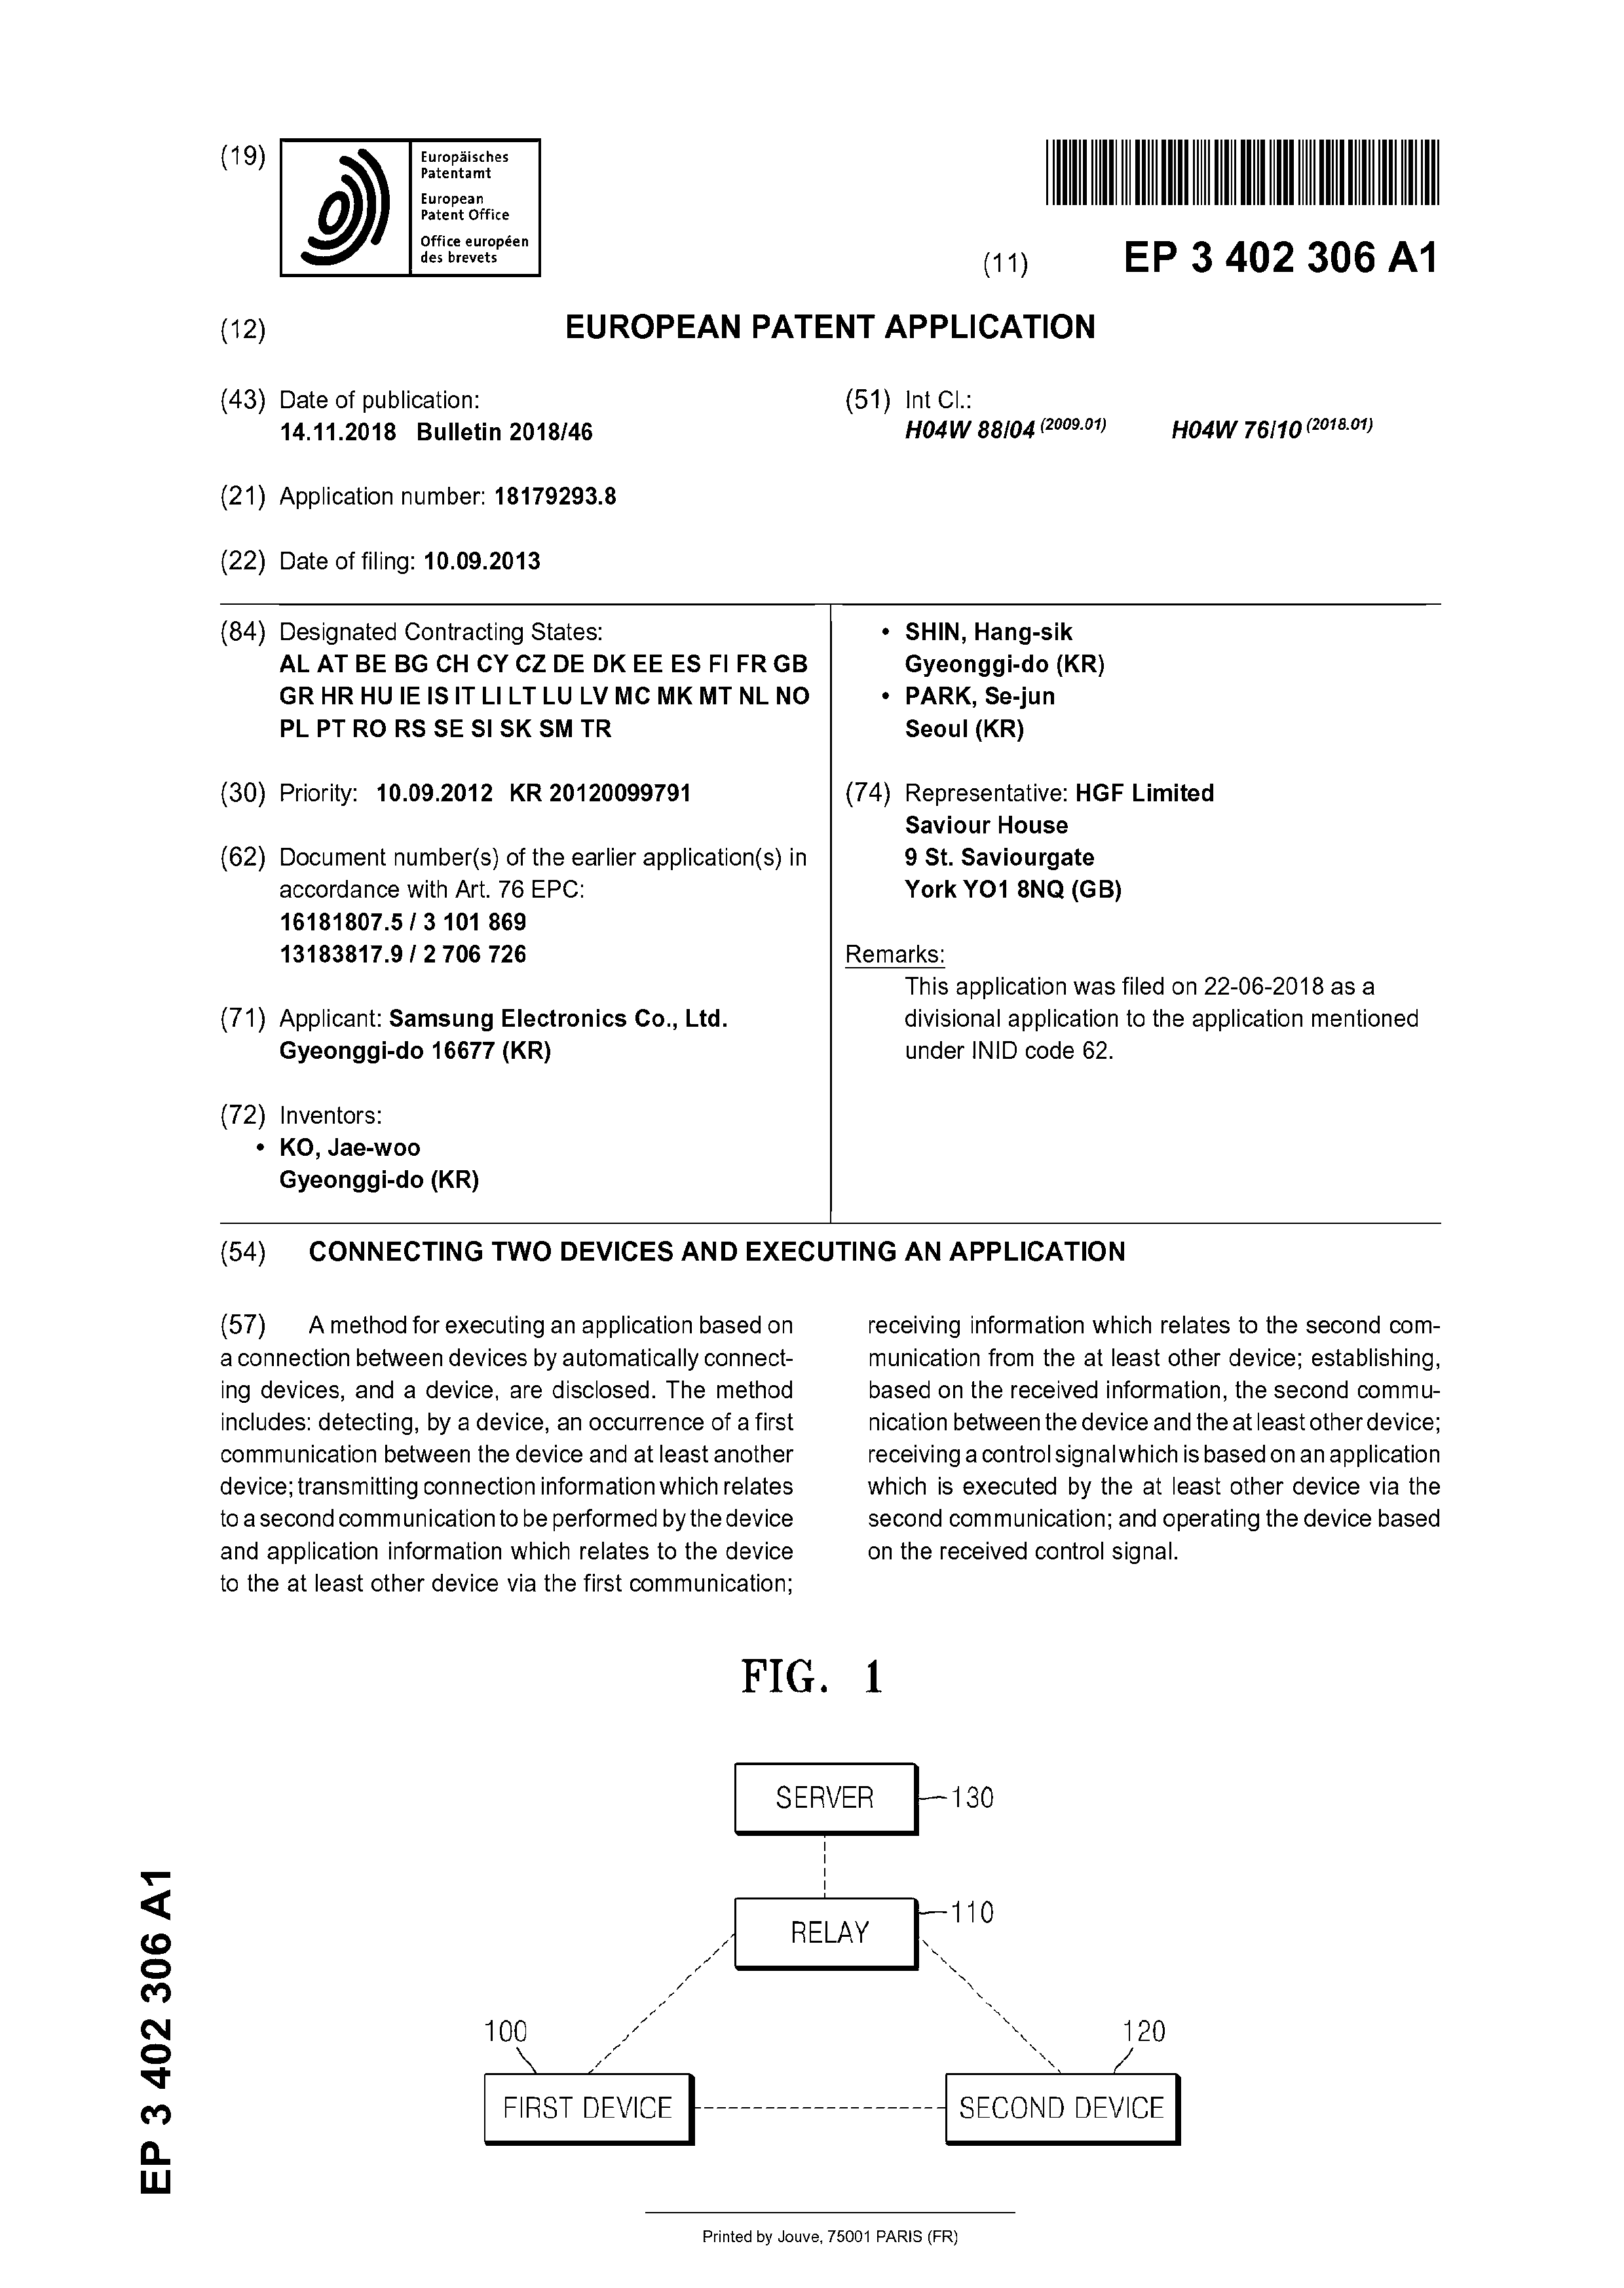 (19)
Europäisches
Patentamt
European
Patent Office
Office européen
des brevets
(11) EP 3 402 306 A1
(12) EUROPEAN PATENT APPLICATION
(43) Date of publication:
14.11.2018 Bulletin 2018/46
(21) Application number: 18179293.8
(22) Date of filing: 10.09.2013
(51) Int Cl.:
H04W 88/04 (2009.01) H04W 76/10 (2018.01)
(84) Designated Contracting States:
AL AT BE BG CH CY CZ DE DK EE ES FI FR GB
GR HR HU IE IS IT LI LT LU LV MC MK MT NL NO
PL PT RO RS SE SI SK SM TR
(30) Priority: 10.09.2012 KR 20120099791
(62) Document number(s) of the earlier application(s) in
accordance with Art. 76 EPC:
16181807.5 / 3 101 869
13183817.9 / 2 706 726
(71) Applicant: Samsung Electronics Co., Ltd.
Gyeonggi-do 16677 (KR)
(72) Inventors:
• KO, Jae-woo
Gyeonggi-do (KR)
• SHIN, Hang-sik
Gyeonggi-do (KR)
• PARK, Se-jun
Seoul (KR)
(74) Representative: HGF Limited
Saviour House
9 St. Saviourgate
York YO1 8NQ (GB)
Remarks:
This application was filed on 22-06-2018 as a
divisional application to the application mentioned
under INID code 62.
(54) CONNECTING TWO DEVICES AND EXECUTING AN APPLICATION
(57) A method for executing an application based on
a connection between devices by automatically connect-
ing devices, and a device, are disclosed. The method
includes: detecting, by a device, an occurrence of a first
communication between the device and at least another
device; transmitting connection information which relates
to a second communication to be performed by the device
and application information which relates to the device
to the at least other device via the first communication;
receiving information which relates to the second com-
munication from the at least other device; establishing,
based on the received information, the second commu-
nication between the device and the at least other device;
receiving a control signal which is based on an application
which is executed by the at least other device via the
second communication; and operating the device based
on the received control signal.
FIG. 1
SERVER 130
RELAY 110
100
120
FIRST DEVICE
SECOND DEVICE
EP 3 402 306 A1
Printed by Jouve, 75001 PARIS (FR)